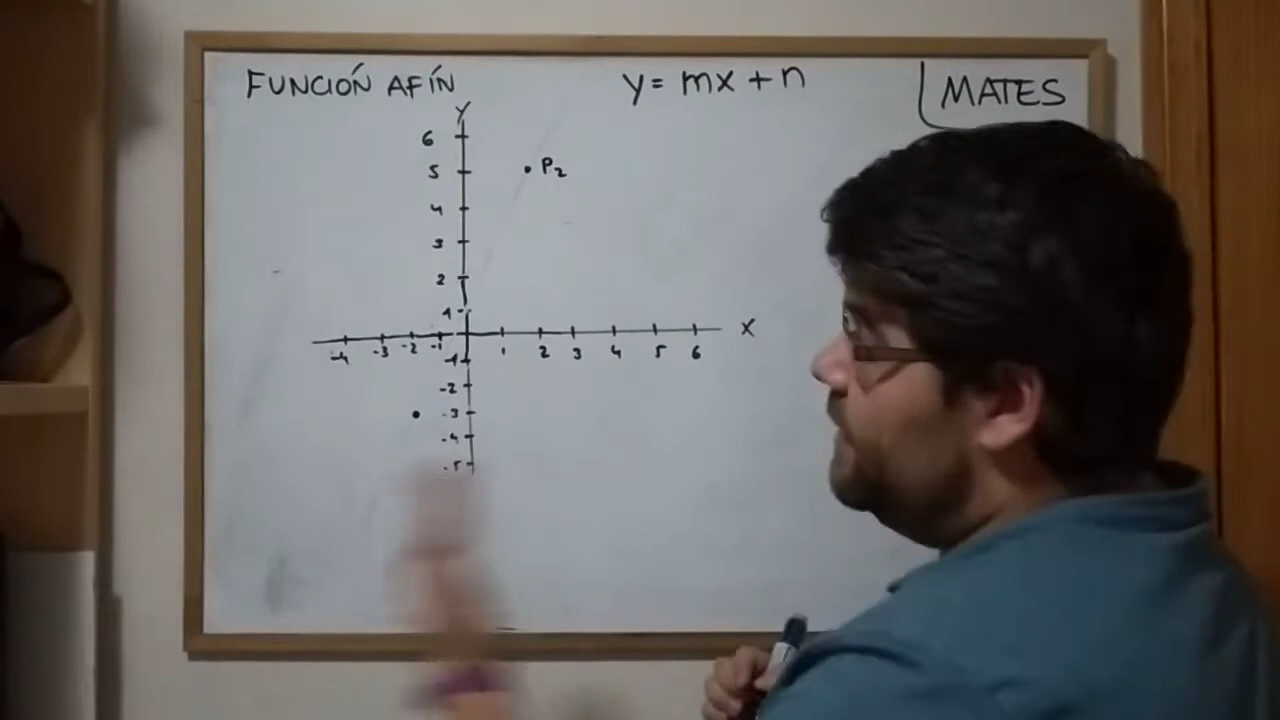 FUNCIÓN AFÍN
y = mx + n
MATES
Y
6
5
P₂
4
3
2
1
X
-4 -3 -2 -1 1 2 3 4 5 6
-1
-2
-3
-4
-5